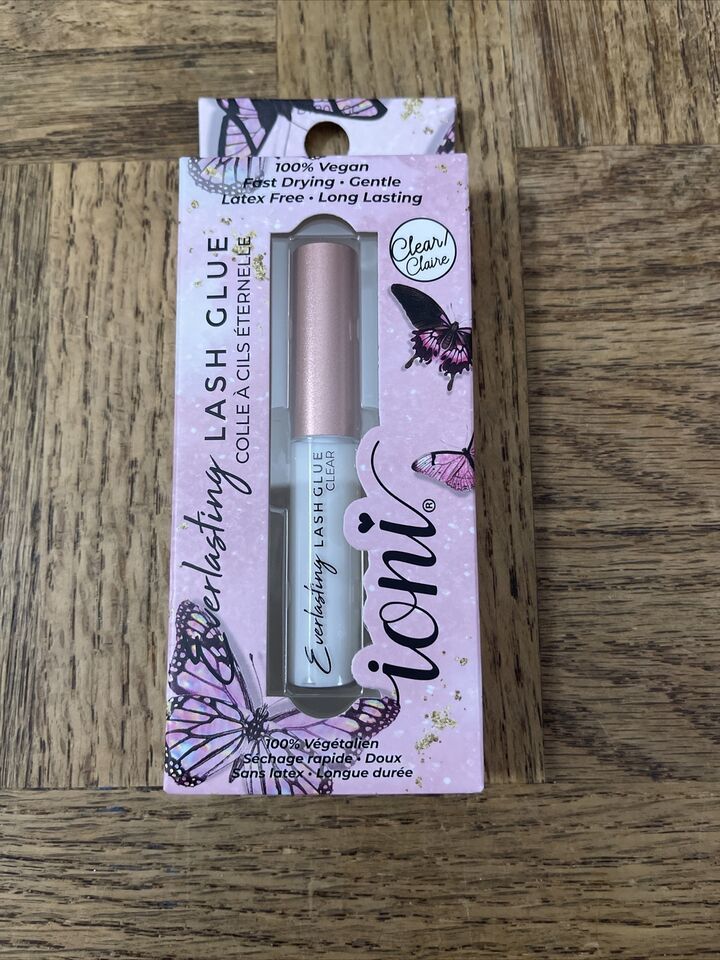 100% Vegan
Fast Drying • Gentle
Latex Free • Long Lasting
Clear/
Claire
Everlasting LASH GLUE
COLLE À CILS ÉTERNELLE
Everlasting LASH GLUE
CLEAR
ioni®
100% Végétalien
Séchage rapide • Doux
Sans latex • Longue durée